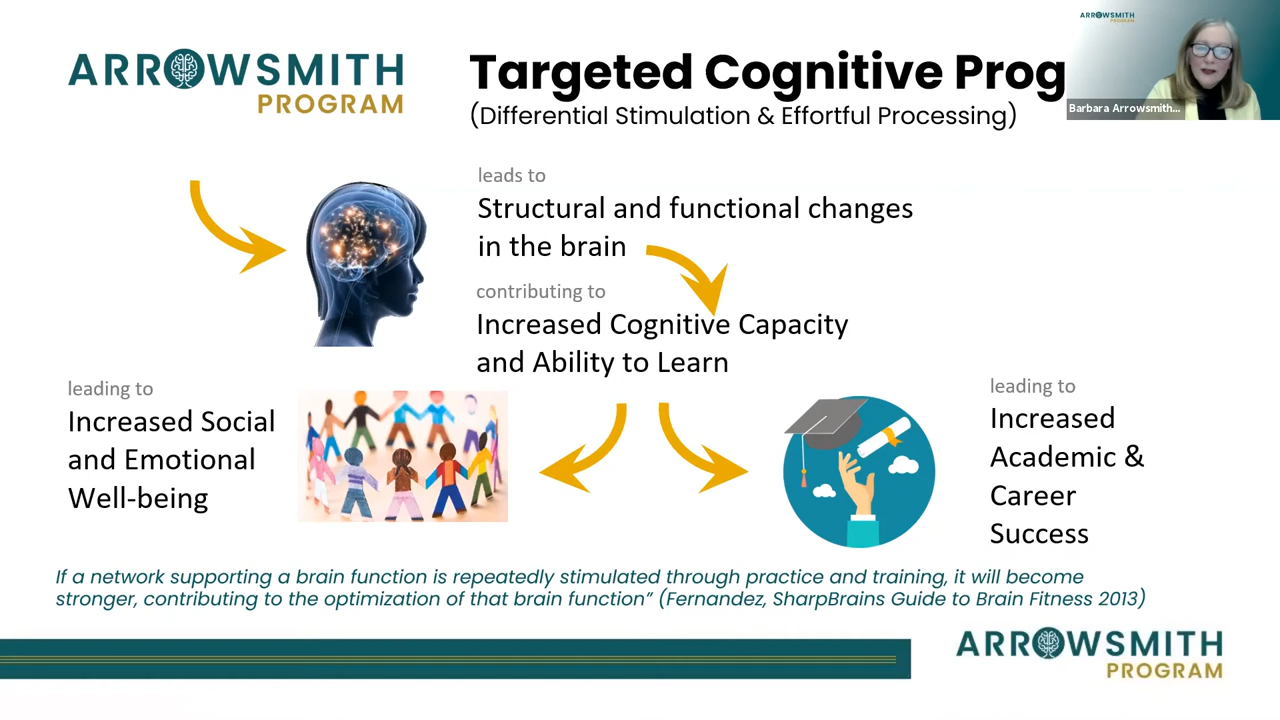 ARROWSMITH
PROGRAM
Targeted Cognitive Prog
(Differential Stimulation & Effortful Processing)
ARROWSMITH
PROGRAM
Barbara Arrowsmith...
leads to
Structural and functional changes
in the brain
contributing to
Increased Cognitive Capacity
and Ability to Learn
leading to
Increased Social
and Emotional
Well-being
leading to
Increased
Academic &
Career
Success
If a network supporting a brain function is repeatedly stimulated through practice and training, it will become
stronger, contributing to the optimization of that brain function” (Fernandez, SharpBrains Guide to Brain Fitness 2013)
ARROWSMITH
PROGRAM